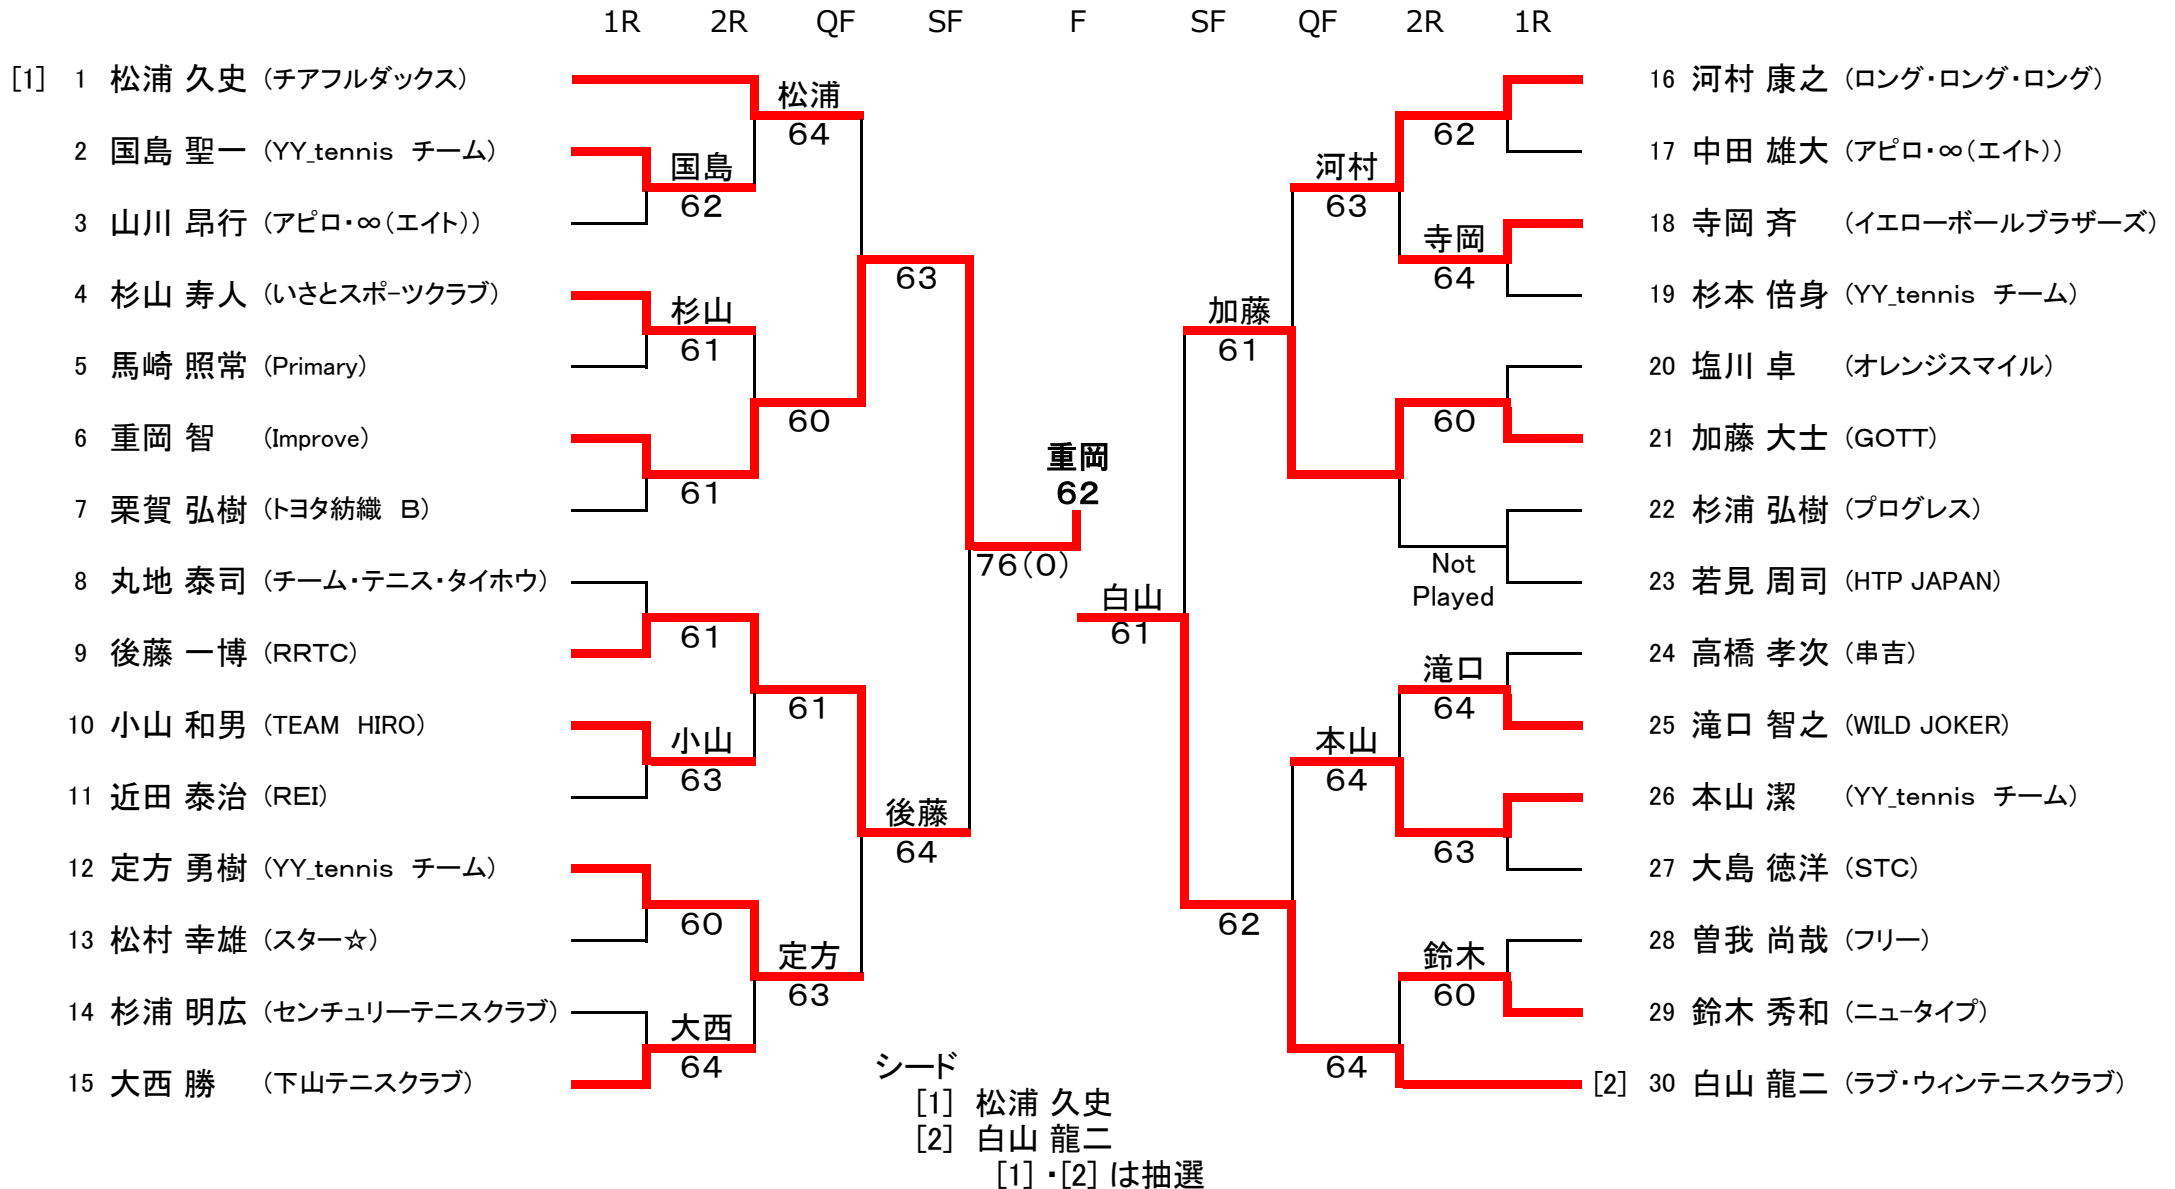 1R 2R QF SF F SF QF 2R 1R
[1] 1 松浦 久史 (チアフルダックス)
2 国島 聖一 (YY_tennis チーム)
3 山川 昂行 (アピロ・∞(エイト))
4 杉山 寿人 (いさとスポーツクラブ)
5 馬崎 照常 (Primary)
6 重岡 智 (Improve)
7 栗賀 弘樹 (トヨタ紡織 B)
8 丸地 泰司 (チーム・テニス・タイホウ)
9 後藤 一博 (RRTC)
10 小山 和男 (TEAM HIRO)
11 近田 泰治 (REI)
12 定方 勇樹 (YY_tennis チーム)
13 松村 幸雄 (スター☆)
14 杉浦 明広 (センチュリーテニスクラブ)
15 大西 勝 (下山テニスクラブ)
国島
62
杉山
61
61
61
小山
63
60
大西
64
松浦
64
60
61
定方
63
63
後藤
64
76(0)
重岡
62
白山
61
加藤
61
62
河村
63
本山
64
64
62
寺岡
64
60
Not
Played
滝口
64
63
鈴木
60
16 河村 康之 (ロング・ロング・ロング)
17 中田 雄大 (アピロ・∞(エイト))
18 寺岡 斉 (イエローボールブラザーズ)
19 杉本 倍身 (YY_tennis チーム)
20 塩川 卓 (オレンジスマイル)
21 加藤 大士 (GOTT)
22 杉浦 弘樹 (プログレス)
23 若見 周司 (HTP JAPAN)
24 高橋 孝次 (串吉)
25 滝口 智之 (WILD JOKER)
26 本山 潔 (YY_tennis チーム)
27 大島 徳洋 (STC)
28 曽我 尚哉 (フリー)
29 鈴木 秀和 (ニュータイプ)
[2] 30 白山 龍二 (ラブ・ウィンテニスクラブ)
シード
[1] 松浦 久史
[2] 白山 龍二
[1]・[2] は抽選